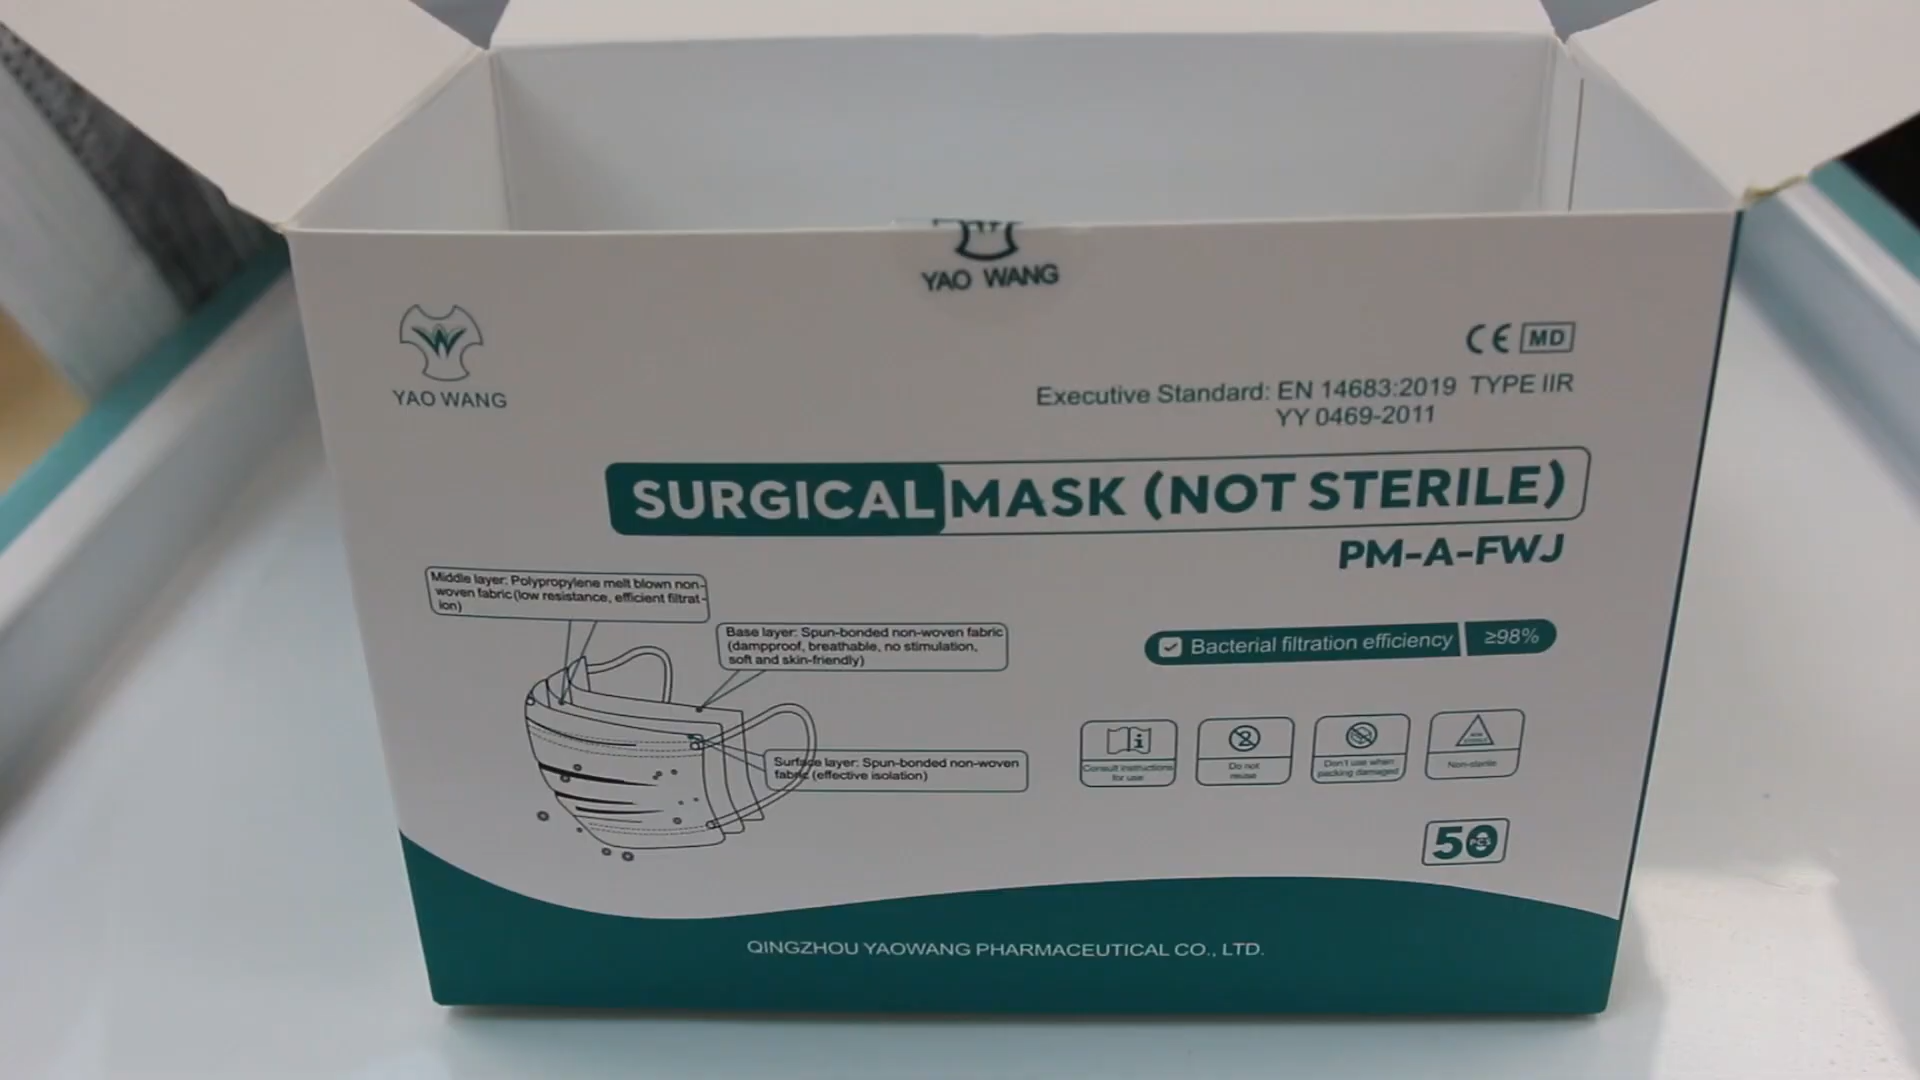 YAO WANG
YAO WANG
CE MD
Executive Standard: EN 14683:2019 TYPE IIR
YY 0469-2011
SURGICAL MASK (NOT STERILE)
PM-A-FWJ
Middle layer: Polypropylene melt blown non-
woven fabric (low resistance, efficient filtrat-
ion)
Base layer: Spun-bonded non-woven fabric
(dampproof, breathable, no stimulation,
soft and skin-friendly)
Bacterial filtration efficiency ≥98%
Surface layer: Spun-bonded non-woven
fabric (effective isolation)
i
2
Consult instructions
for use
Do not
reuse
Don't use when
packing damaged
Non-sterile
50
PCS
QINGZHOU YAOWANG PHARMACEUTICAL CO., LTD.